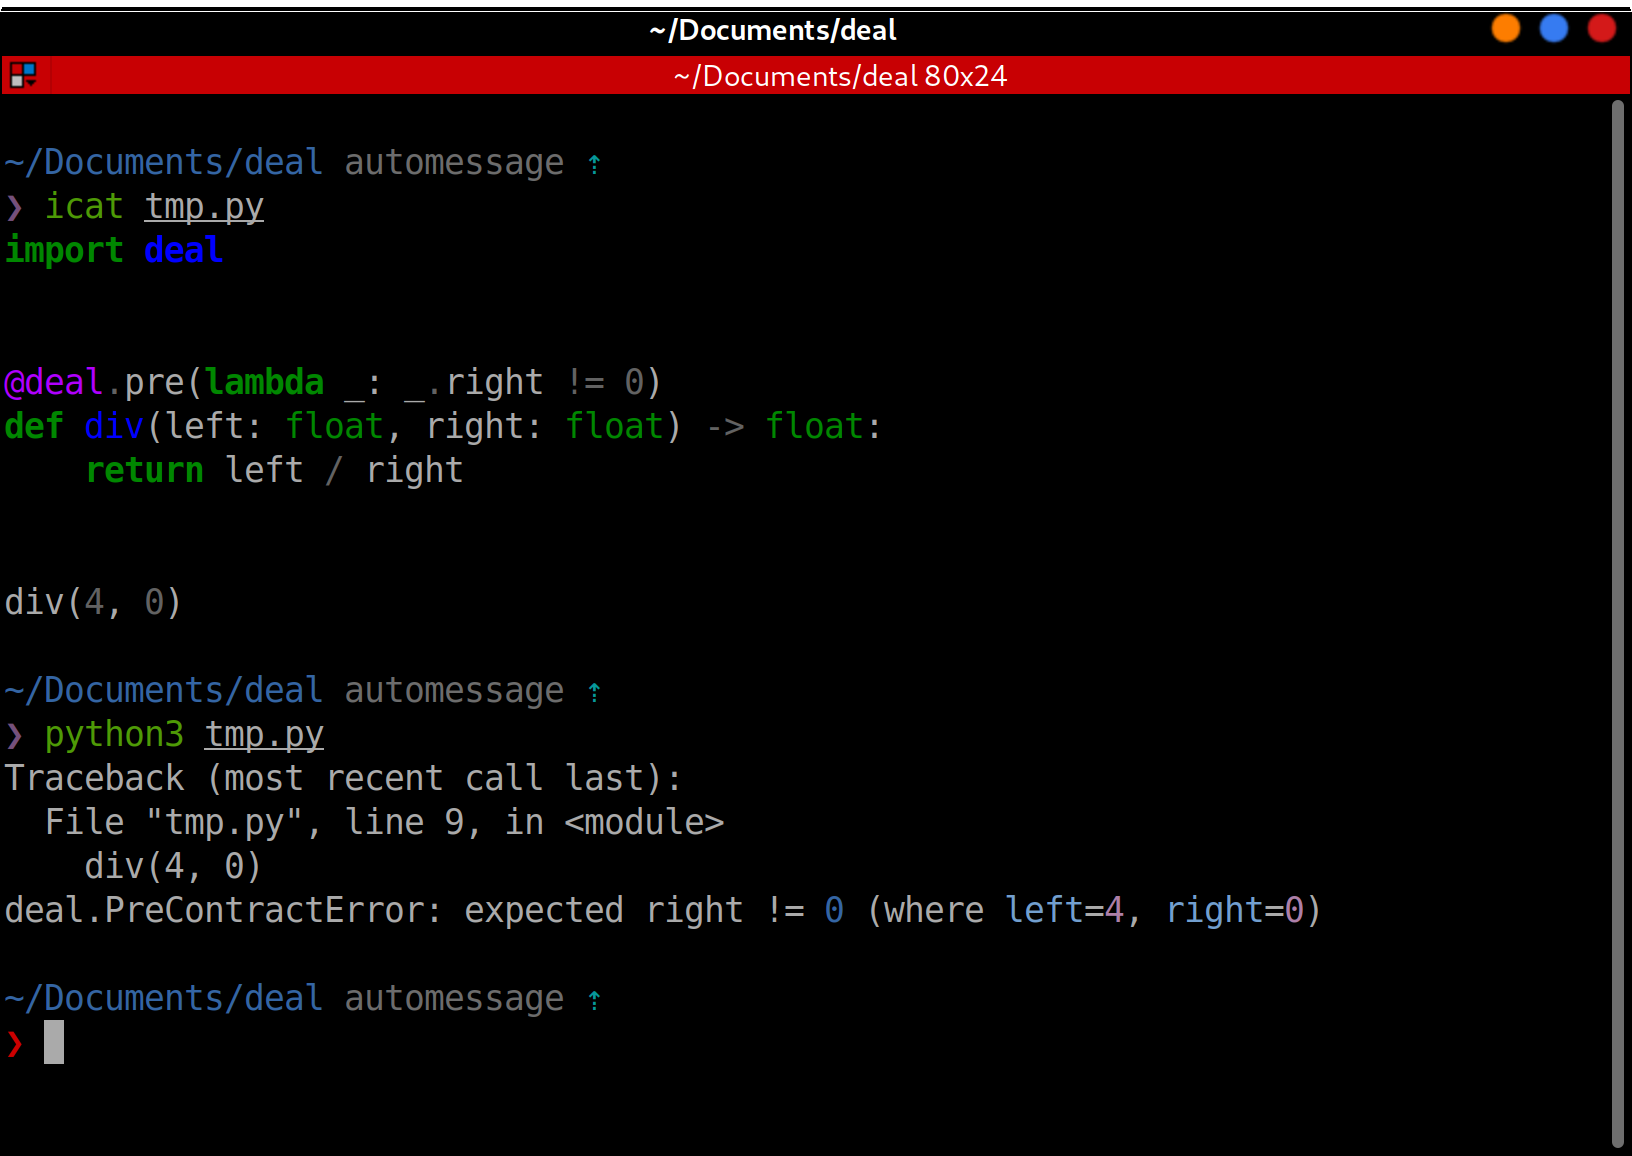 ~/Documents/deal
~/Documents/deal 80x24
~/Documents/deal automessage ⇡
❯ icat tmp.py
import deal
@deal.pre(lambda _: _.right != 0)
def div(left: float, right: float) -> float:
    return left / right
div(4, 0)
~/Documents/deal automessage ⇡
❯ python3 tmp.py
Traceback (most recent call last):
  File "tmp.py", line 9, in <module>
    div(4, 0)
deal.PreContractError: expected right != 0 (where left=4, right=0)
~/Documents/deal automessage ⇡
❯